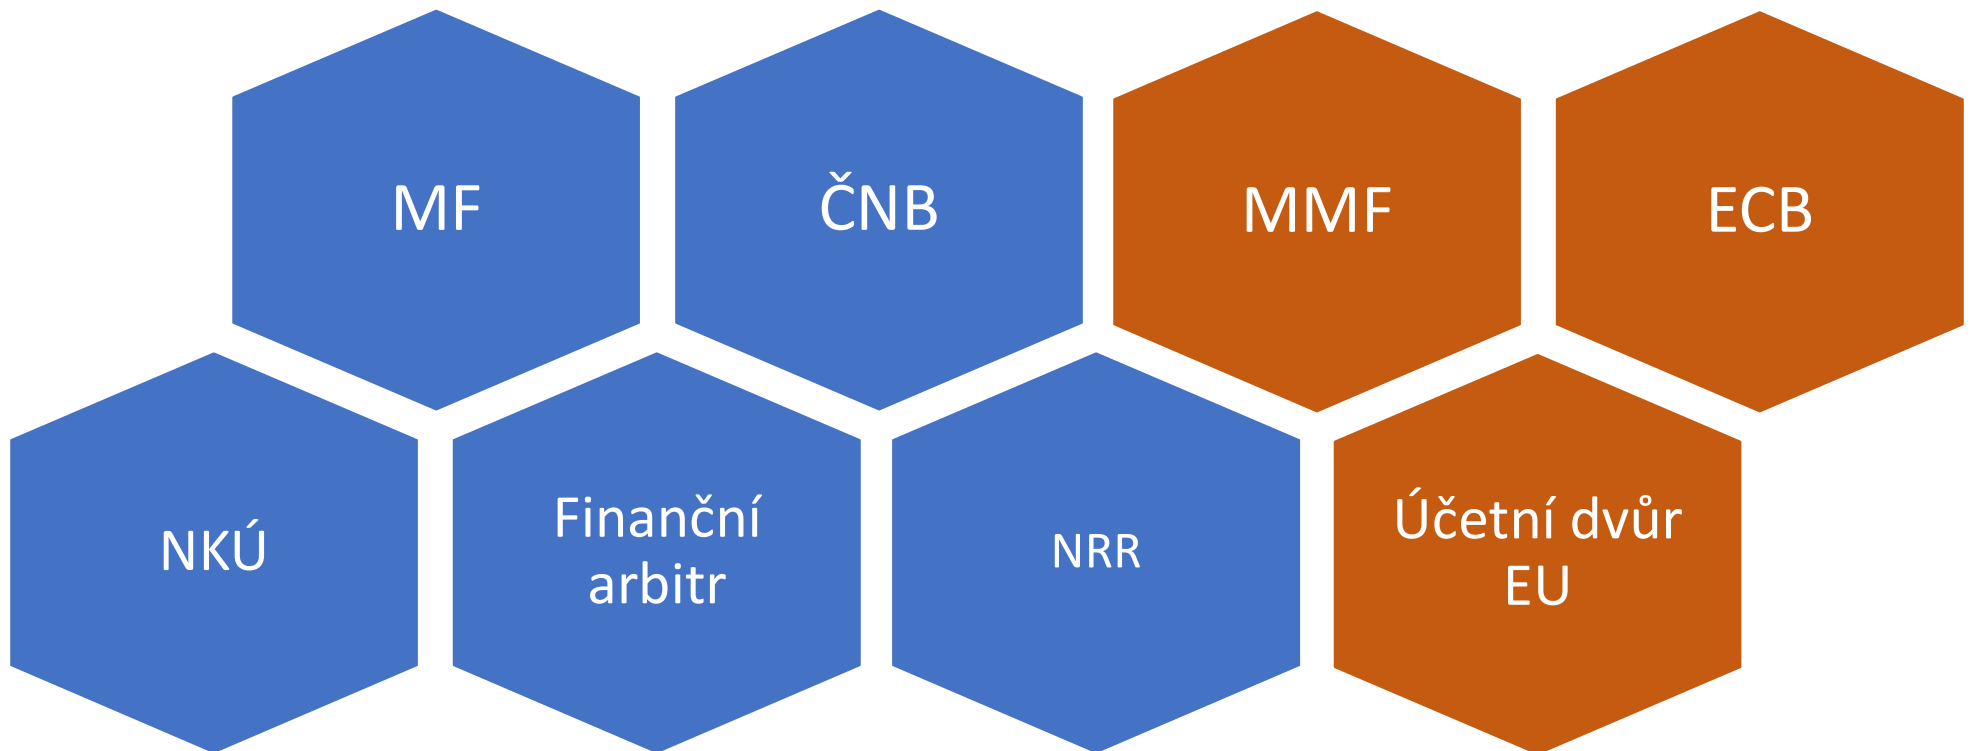 MF
ČNB
MMF
ECB
NKÚ
Finanční
arbitr
NRR
Účetní dvůr
EU